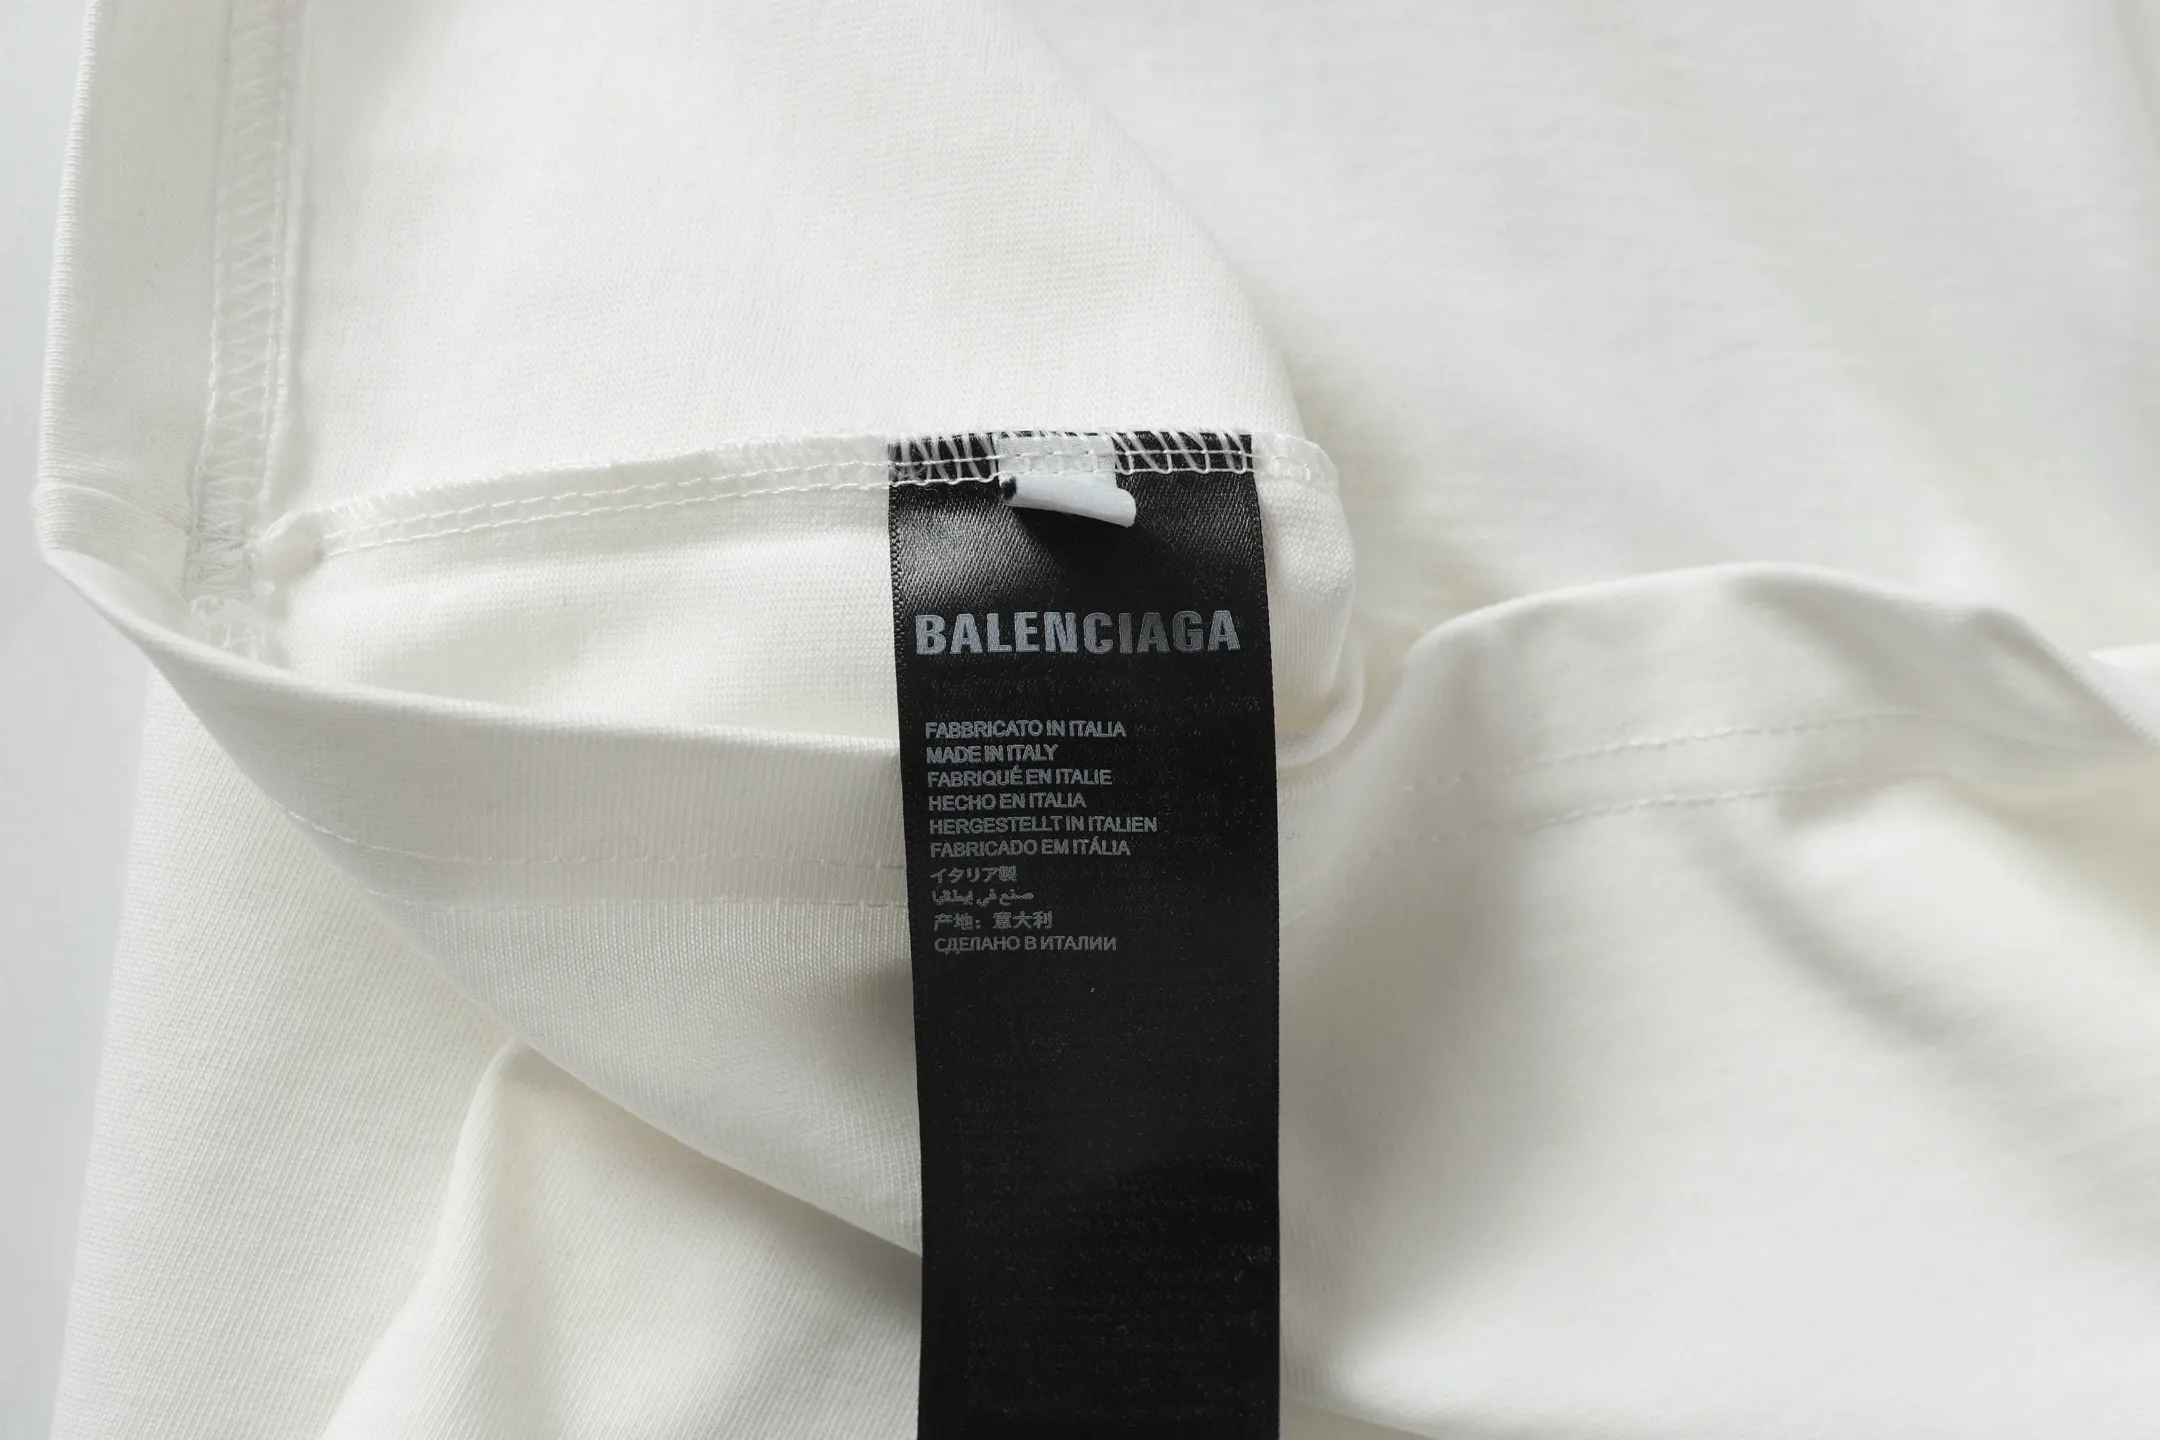 BALENCIAGA
FABBRICATO IN ITALIA
MADE IN ITALY
FABRIQUÉ EN ITALIE
HECHO EN ITALIA
HERGESTELLT IN ITALIEN
FABRICADO EM ITÁLIA
イタリア製
صنع في إيطاليا
产地：意大利
СДЕЛАНО В ИТАЛИИ